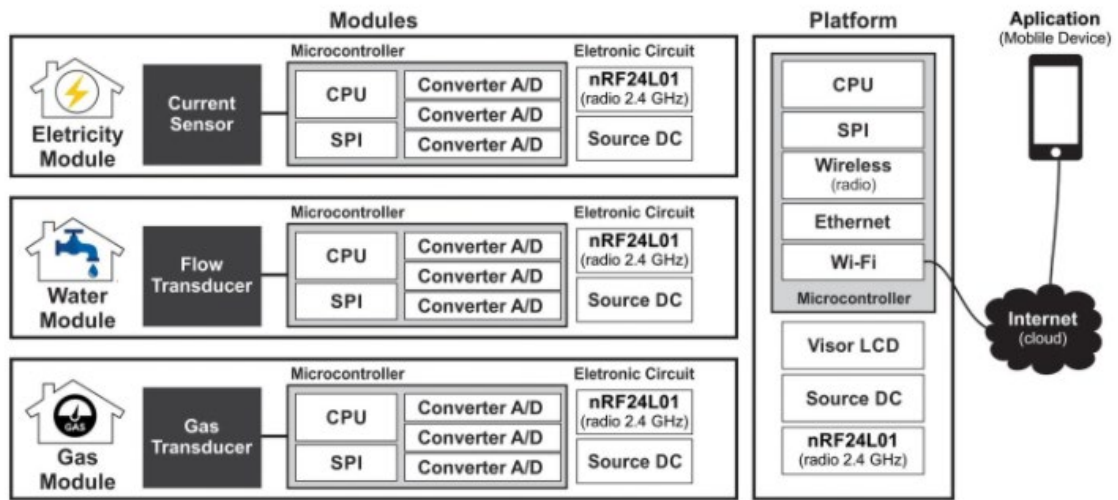 Modules
Eletricity
Module
Current
Sensor
Microcontroller
CPU
SPI
Converter A/D
Converter A/D
Converter A/D
Eletronic Circuit
nRF24L01
(radio 2.4 GHz)
Source DC
Water
Module
Flow
Transducer
Microcontroller
CPU
SPI
Converter A/D
Converter A/D
Converter A/D
Eletronic Circuit
nRF24L01
(radio 2.4 GHz)
Source DC
GAS
Gas
Module
Gas
Transducer
Microcontroller
CPU
SPI
Converter A/D
Converter A/D
Converter A/D
Eletronic Circuit
nRF24L01
(radio 2.4 GHz)
Source DC
Platform
CPU
SPI
Wireless
(radio)
Ethernet
Wi-Fi
Microcontroller
Visor LCD
Source DC
nRF24L01
(radio 2.4 GHz)
Aplication
(Moblile Device)
Internet
(cloud)